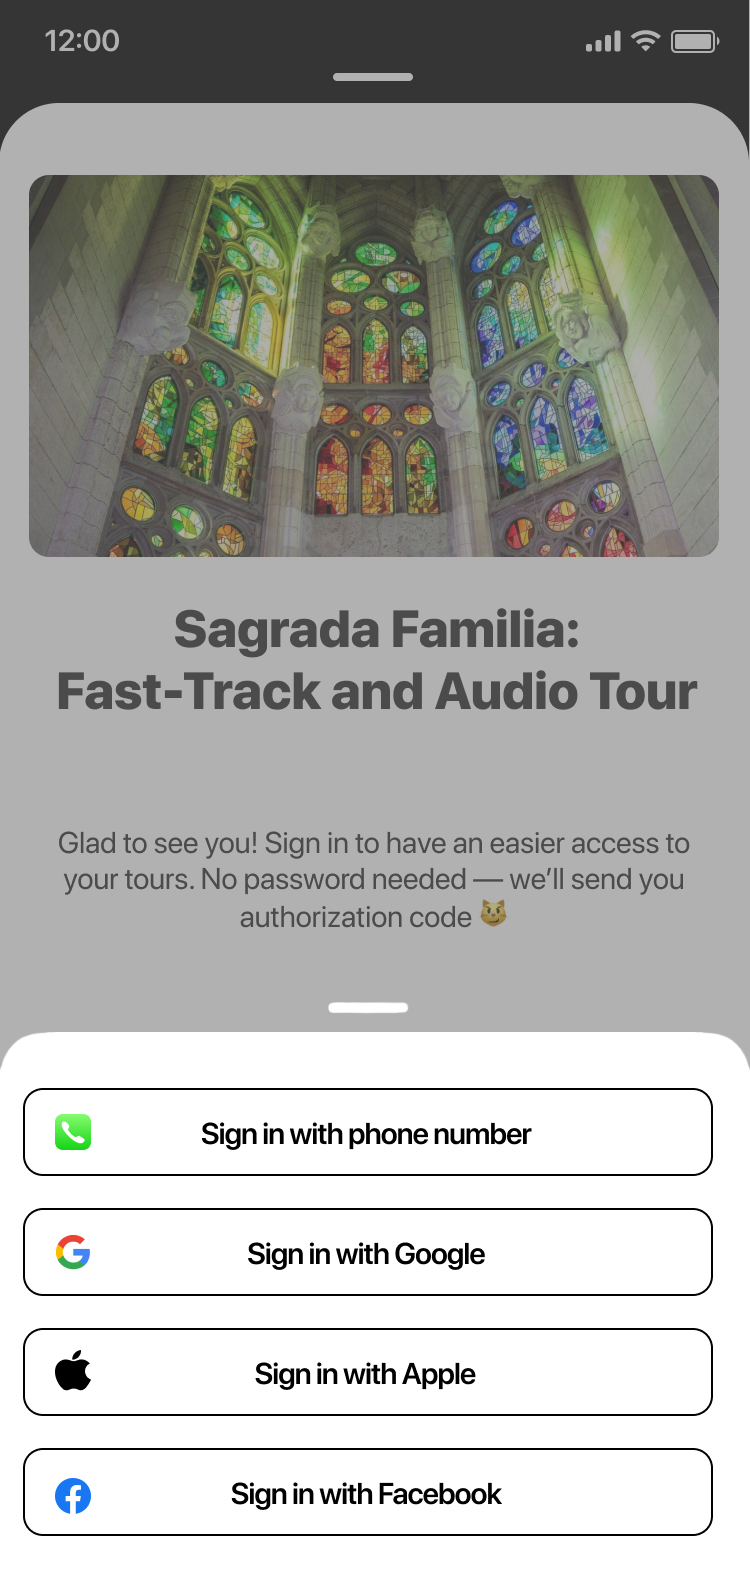 12:00
Sagrada Familia:
Fast-Track and Audio Tour
Glad to see you! Sign in to have an easier access to
your tours. No password needed — we’ll send you
authorization code 😼
Sign in with phone number
Sign in with Google
Sign in with Apple
Sign in with Facebook